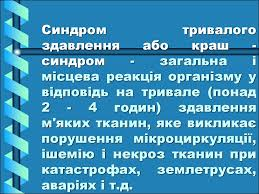 Синдром тривалого
здавлення або краш -
синдром - загальна і
місцева реакція організму у
відповідь на тривале (понад
2 - 4 годин) здавлення
м'яких тканин, яке викликає
порушення мікроциркуляції,
ішемію і некроз тканин при
катастрофах, землетрусах,
аваріях і т.д.